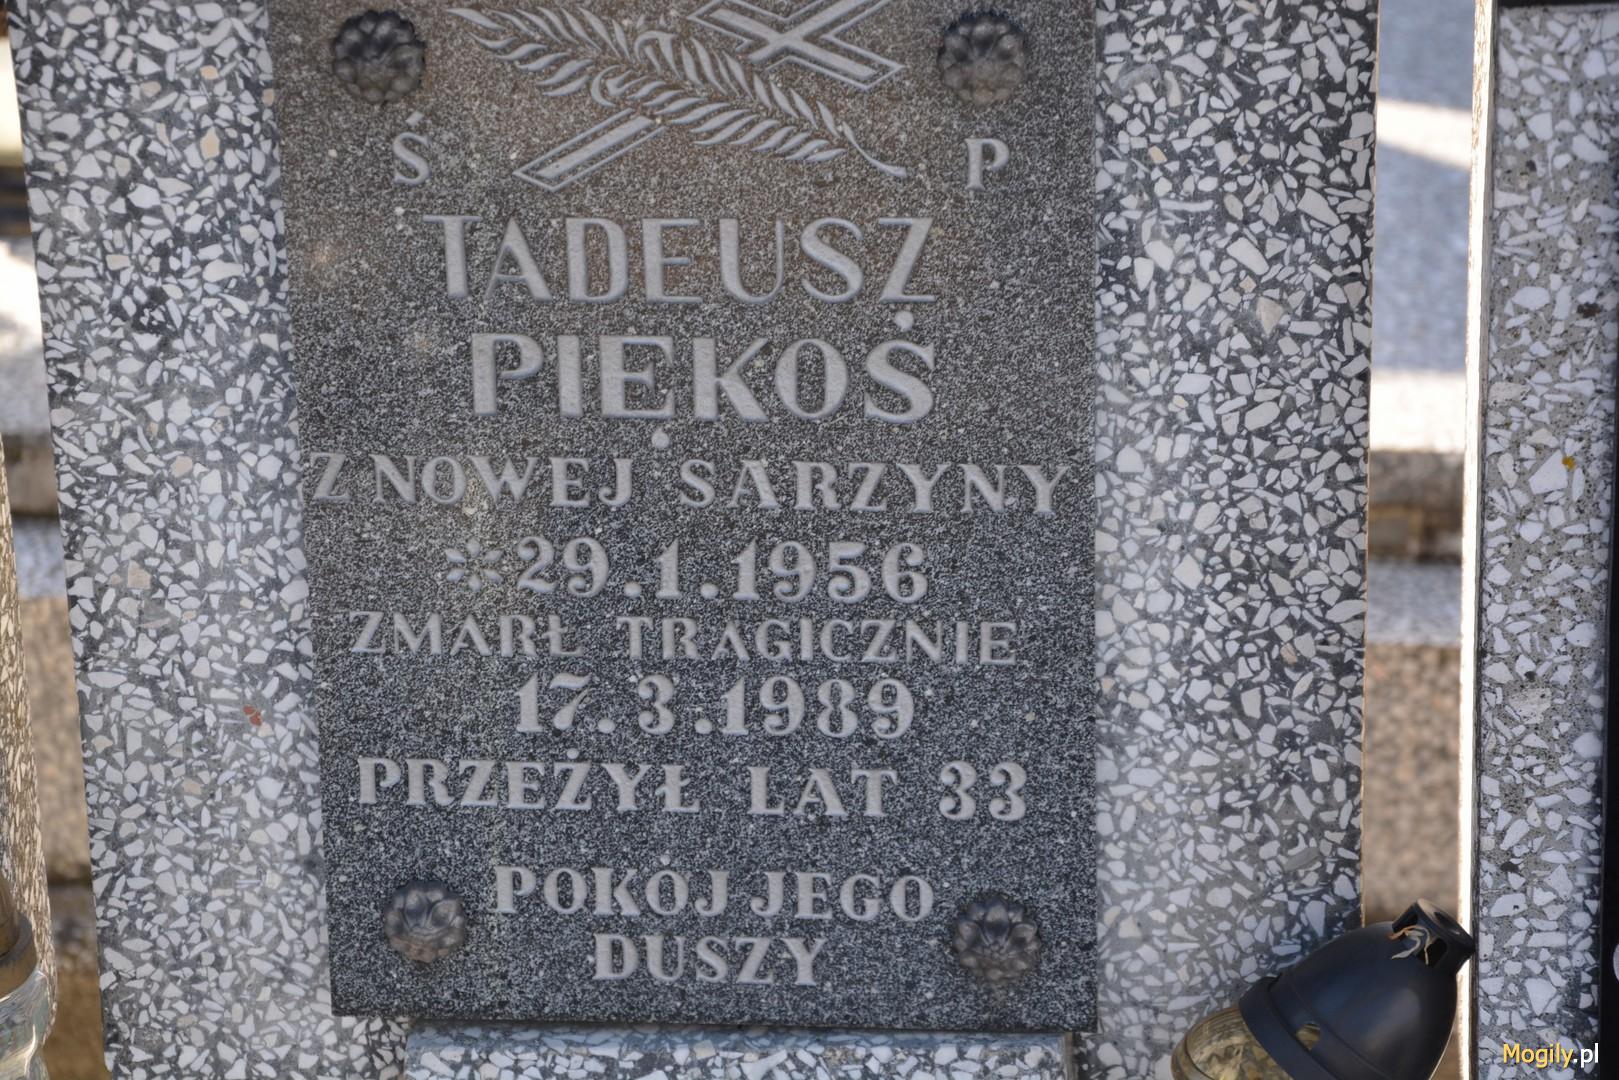 Ś P
TADEUSZ
PIĘKOŚ
Z NOWEJ SARZYNY
* 29.1.1956
ZMARŁ TRAGICZNIE
17.3.1989
PRZEŻYŁ LAT 33
POKÓJ JEGO
DUSZY
Mogily.pl